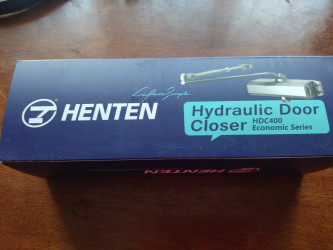 HENTEN
Hydraulic Door
Closer HDC400
Economic Series
HENTEN